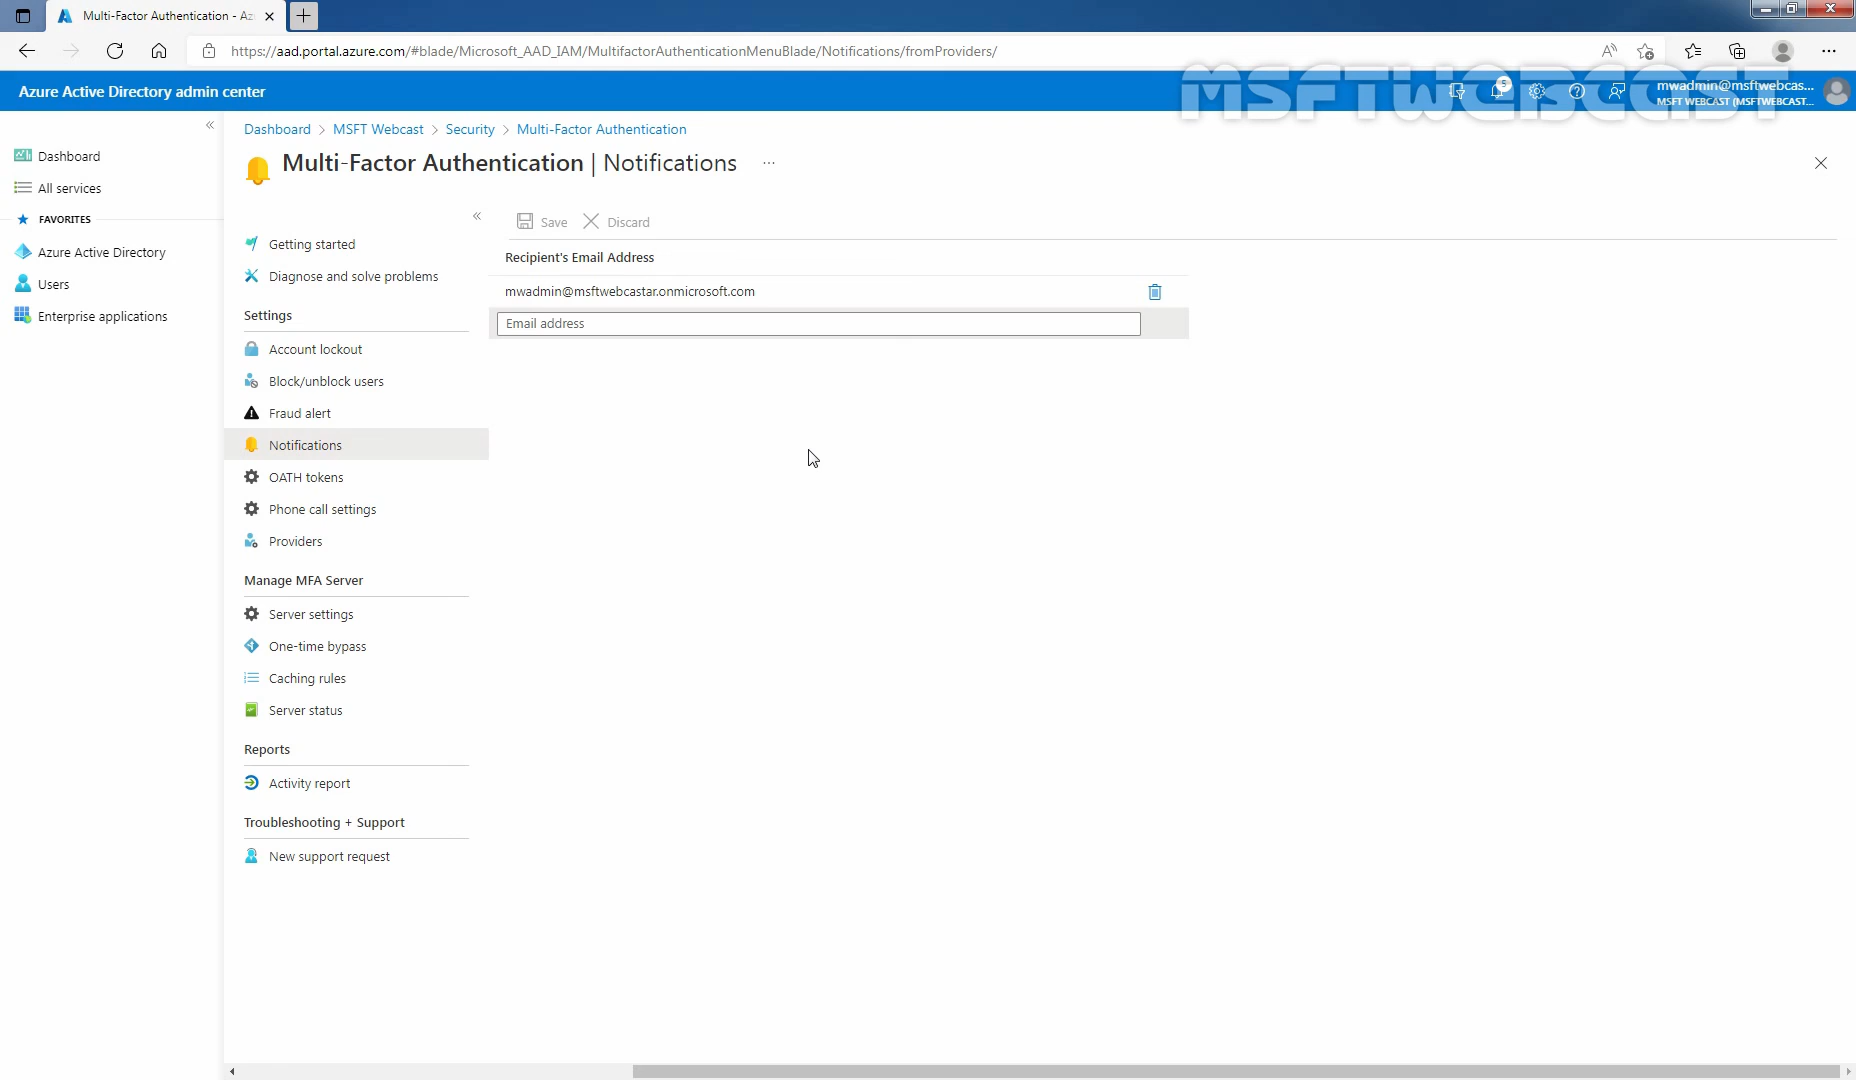 Multi-Factor Authentication - Az
https://aad.portal.azure.com/#blade/Microsoft_AAD_IAM/MultifactorAuthenticationMenuBlade/Notifications/fromProviders/
MSFTWEBCAST
Azure Active Directory admin center
5
mwadmin@msftwebcas...
MSFT WEBCAST (MSFTWEBCAST...
Dashboard
All services
FAVORITES
Azure Active Directory
Users
Enterprise applications
Dashboard > MSFT Webcast > Security > Multi-Factor Authentication
Multi-Factor Authentication | Notifications ...
Getting started
Diagnose and solve problems
Settings
Account lockout
Block/unblock users
Fraud alert
Notifications
OATH tokens
Phone call settings
Providers
Manage MFA Server
Server settings
One-time bypass
Caching rules
Server status
Reports
Activity report
Troubleshooting + Support
New support request
Save Discard
Recipient's Email Address
mwadmin@msftwebcastar.onmicrosoft.com
Email address